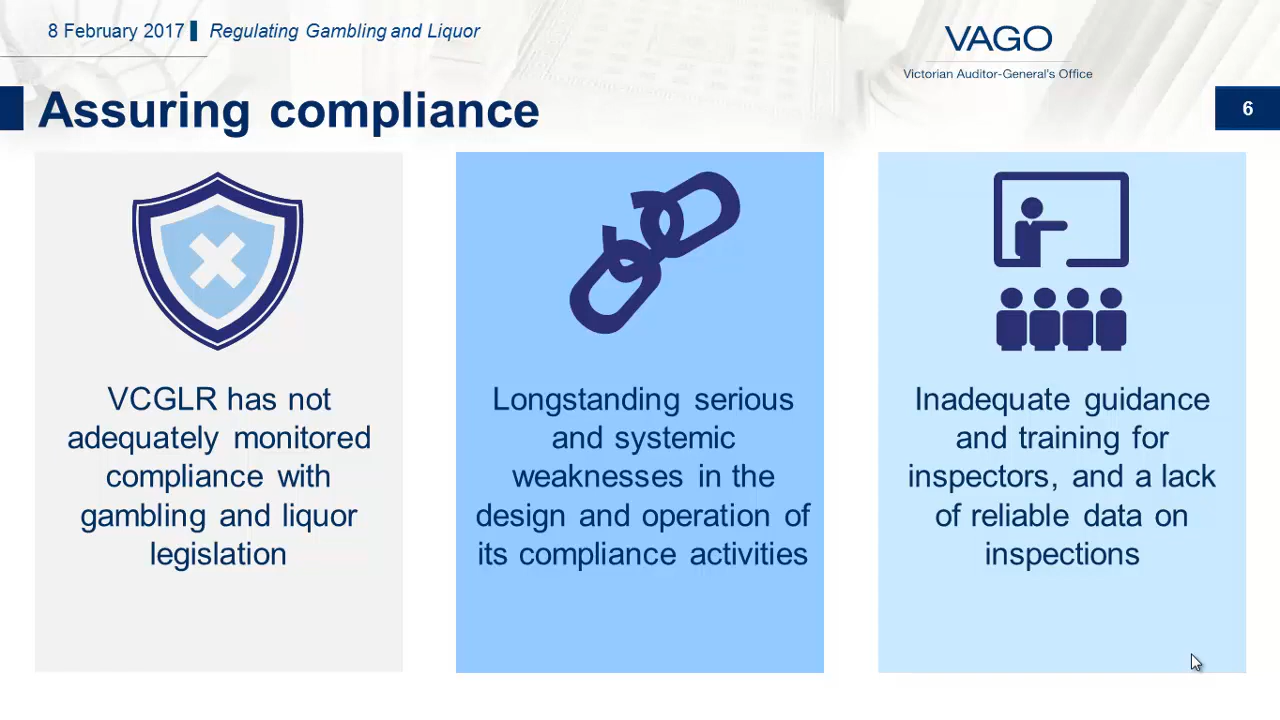 8 February 2017 Regulating Gambling and Liquor
VAGO
Victorian Auditor-General's Office
Assuring compliance
6
VCGLR has not
adequately monitored
compliance with
gambling and liquor
legislation
Longstanding serious
and systemic
weaknesses in the
design and operation of
its compliance activities
Inadequate guidance
and training for
inspectors, and a lack
of reliable data on
inspections